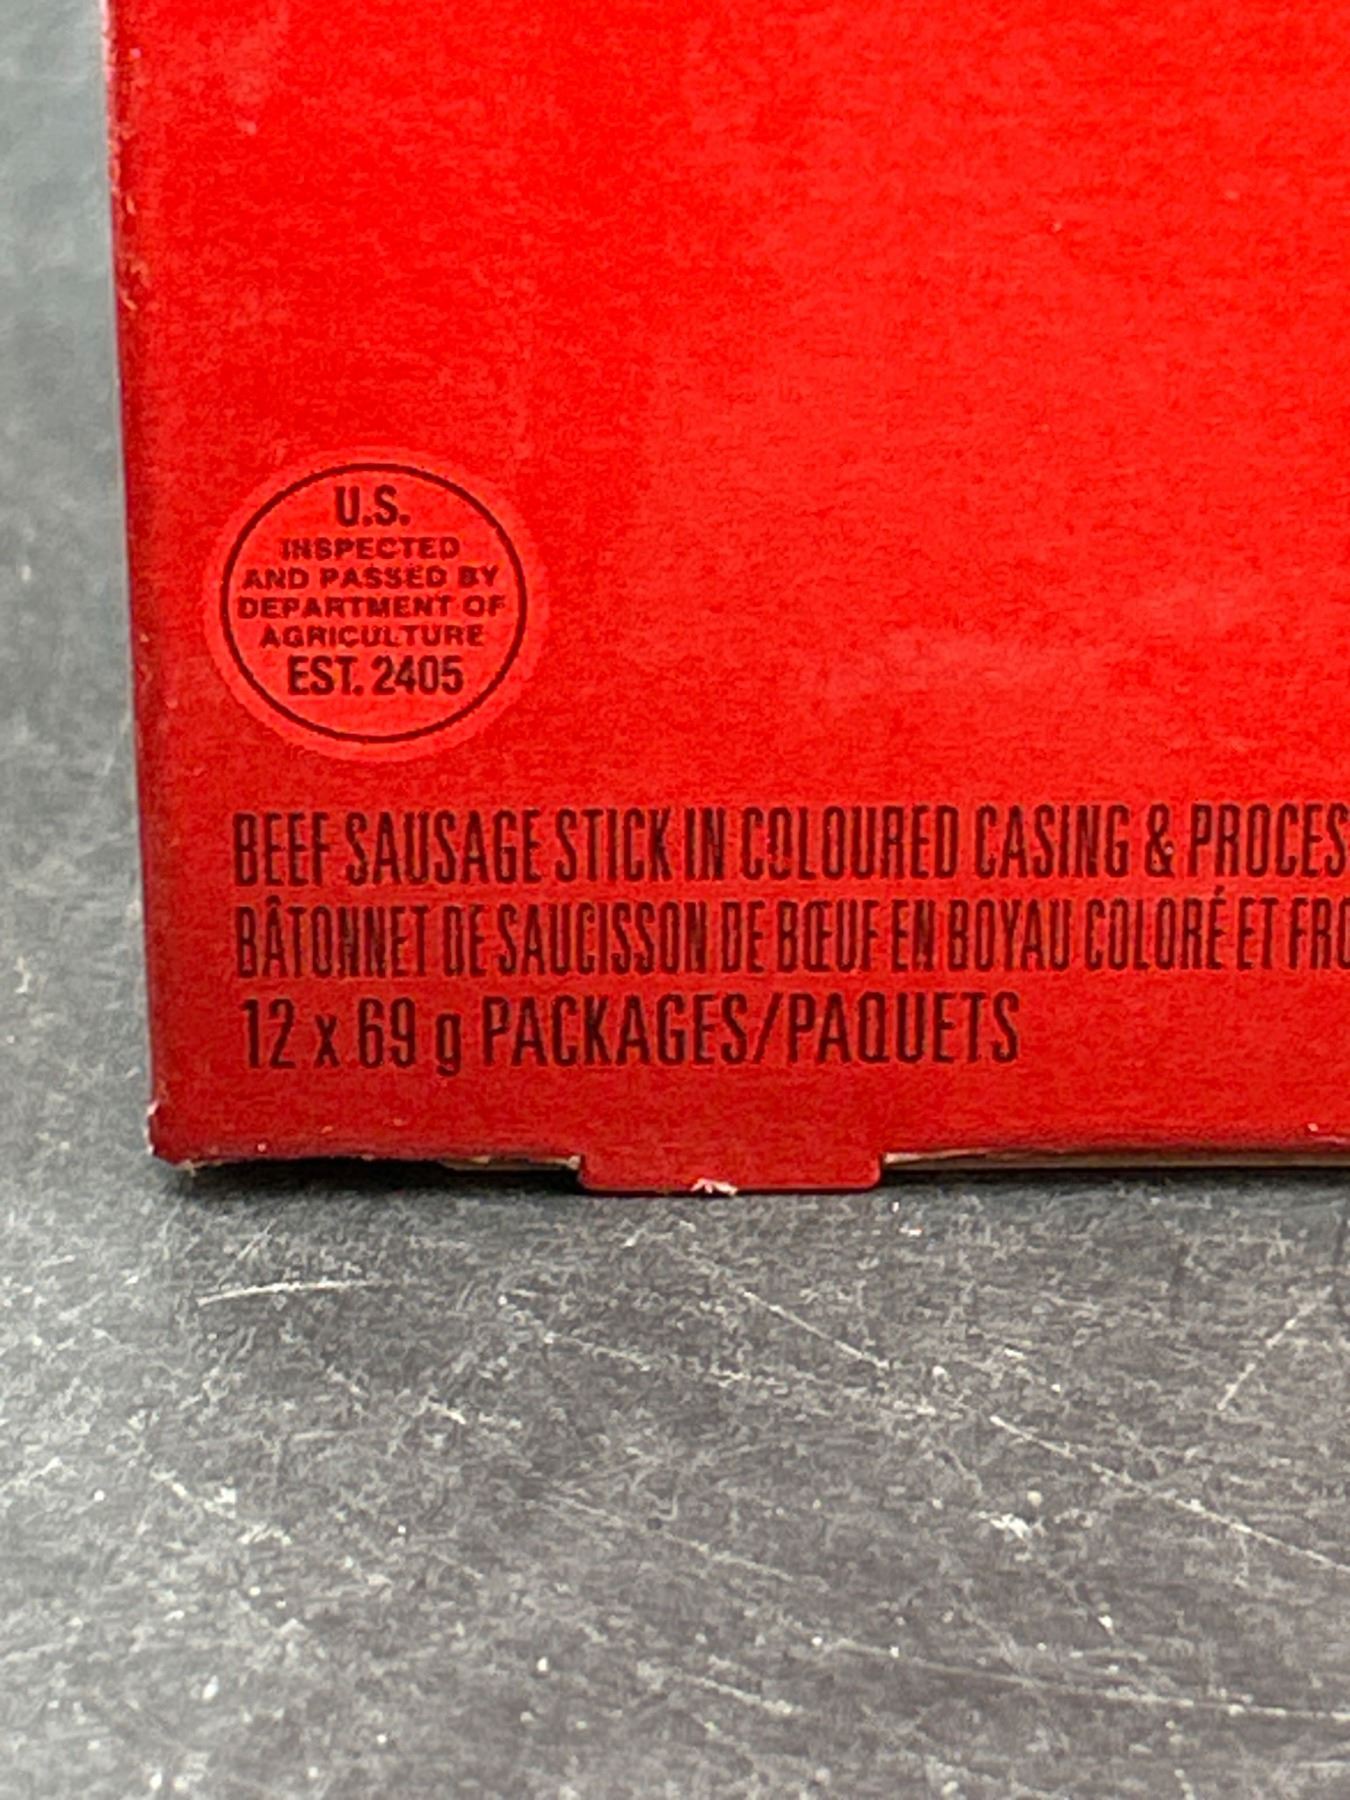 U.S.
INSPECTED
AND PASSED BY
DEPARTMENT OF
AGRICULTURE
EST. 2405
BEEF SAUSAGE STICK IN COLOURED CASING & PROCES
BÂTONNET DE SAUCISSON DE BŒUF EN BOYAU COLORÉ ET FRO
12 x 69 g PACKAGES/PAQUETS